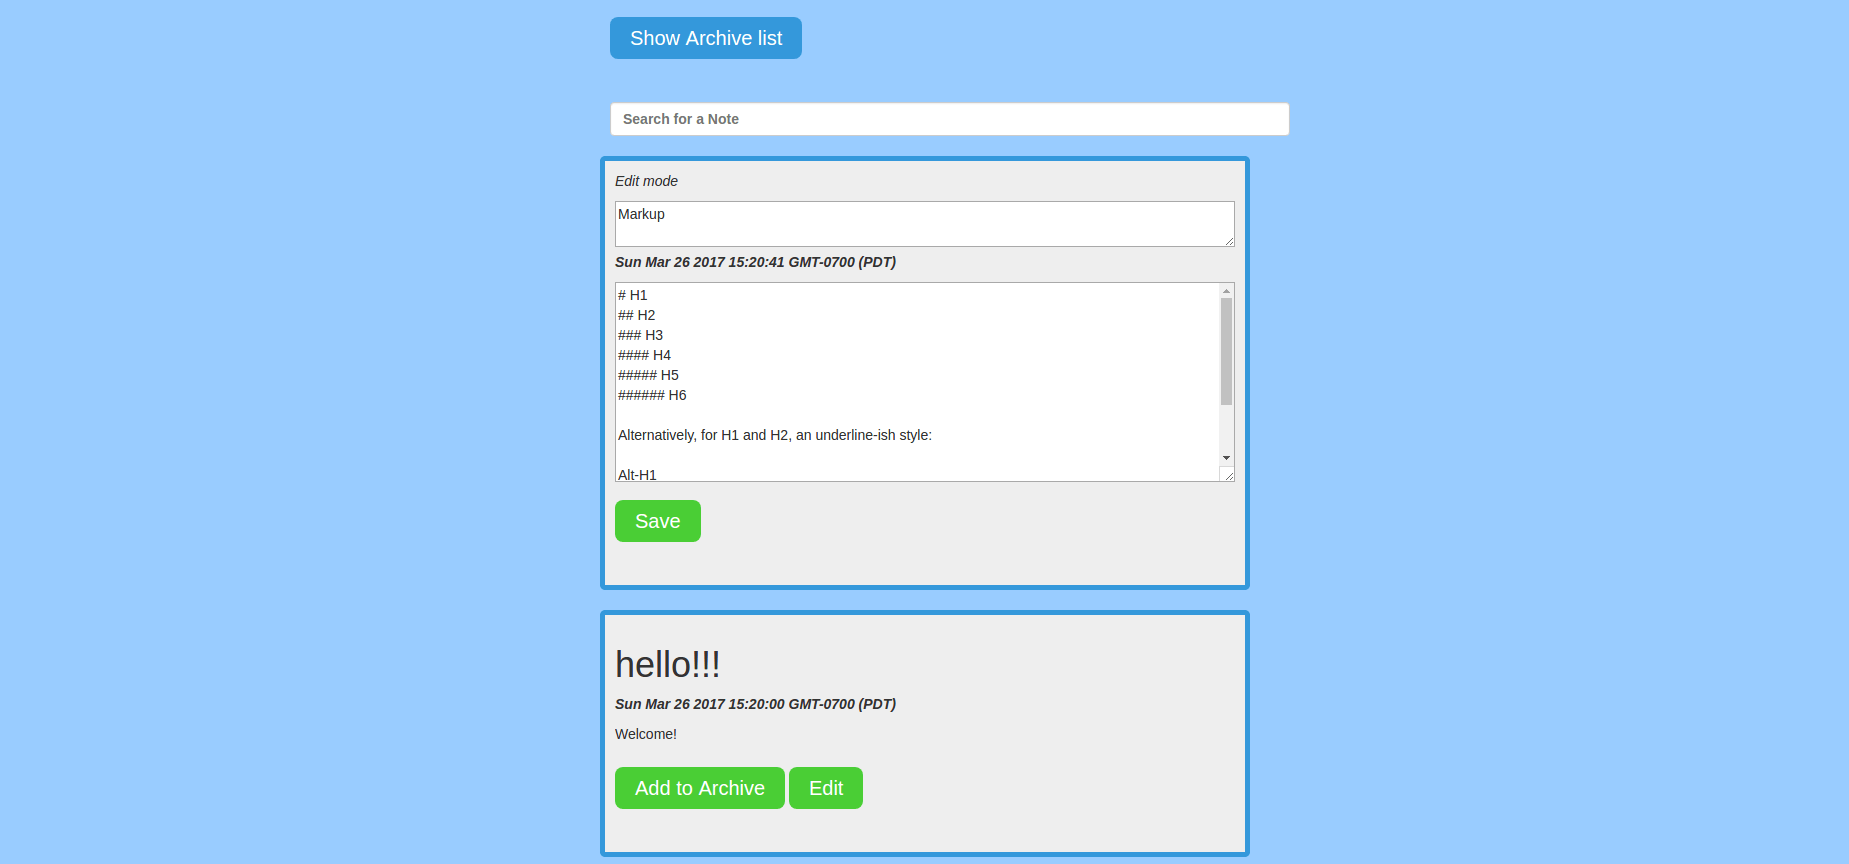 Show Archive list
Search for a Note
Edit mode
Markup
Sun Mar 26 2017 15:20:41 GMT-0700 (PDT)
# H1
## H2
### H3
#### H4
##### H5
###### H6
Alternatively, for H1 and H2, an underline-ish style:
Alt-H1
Save
hello!!!
Sun Mar 26 2017 15:20:00 GMT-0700 (PDT)
Welcome!
Add to Archive Edit